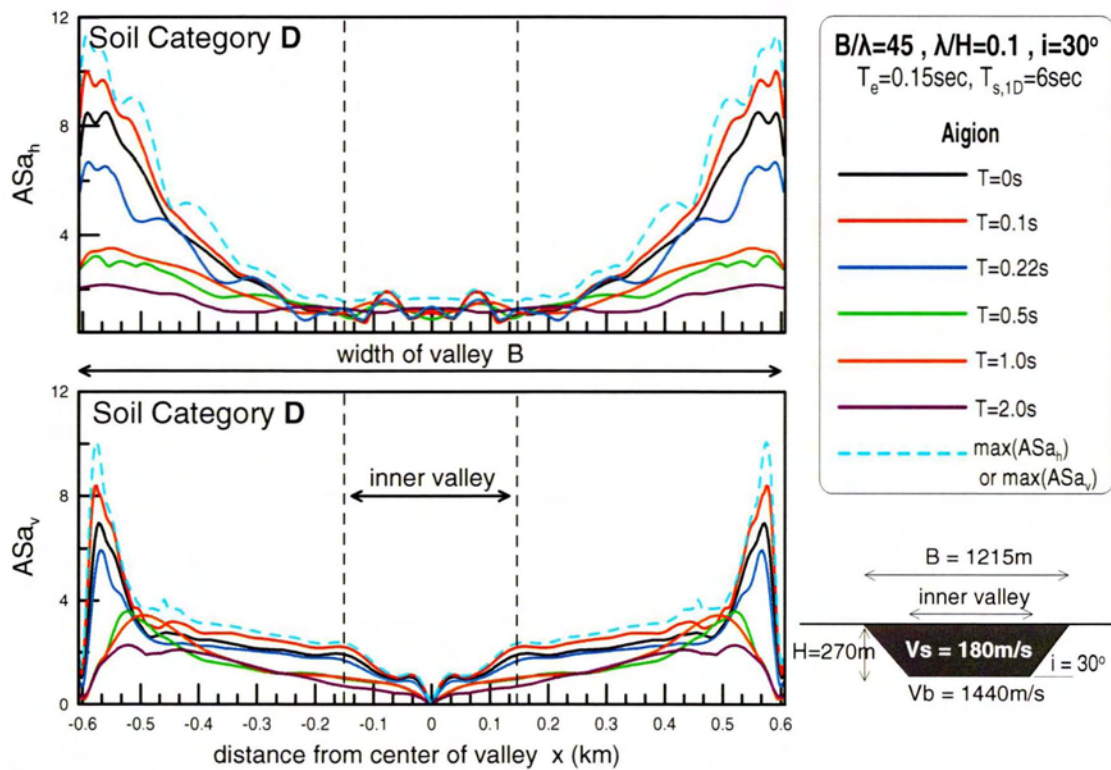 12
8
4
ASa_h
Soil Category D
width of valley B
12
8
4
0
ASa_v
Soil Category D
inner valley
-0.6 -0.5 -0.4 -0.3 -0.2 -0.1 0 0.1 0.2 0.3 0.4 0.5 0.6
distance from center of valley x (km)
B/λ=45 , λ/H=0.1 , i=30°
T_e=0.15sec, T_s,1D=6sec
Aigion
T=0s
T=0.1s
T=0.22s
T=0.5s
T=1.0s
T=2.0s
max(ASa_h)
or max(ASa_v)
B = 1215m
inner valley
H=270m
Vs = 180m/s
i = 30°
Vb = 1440m/s